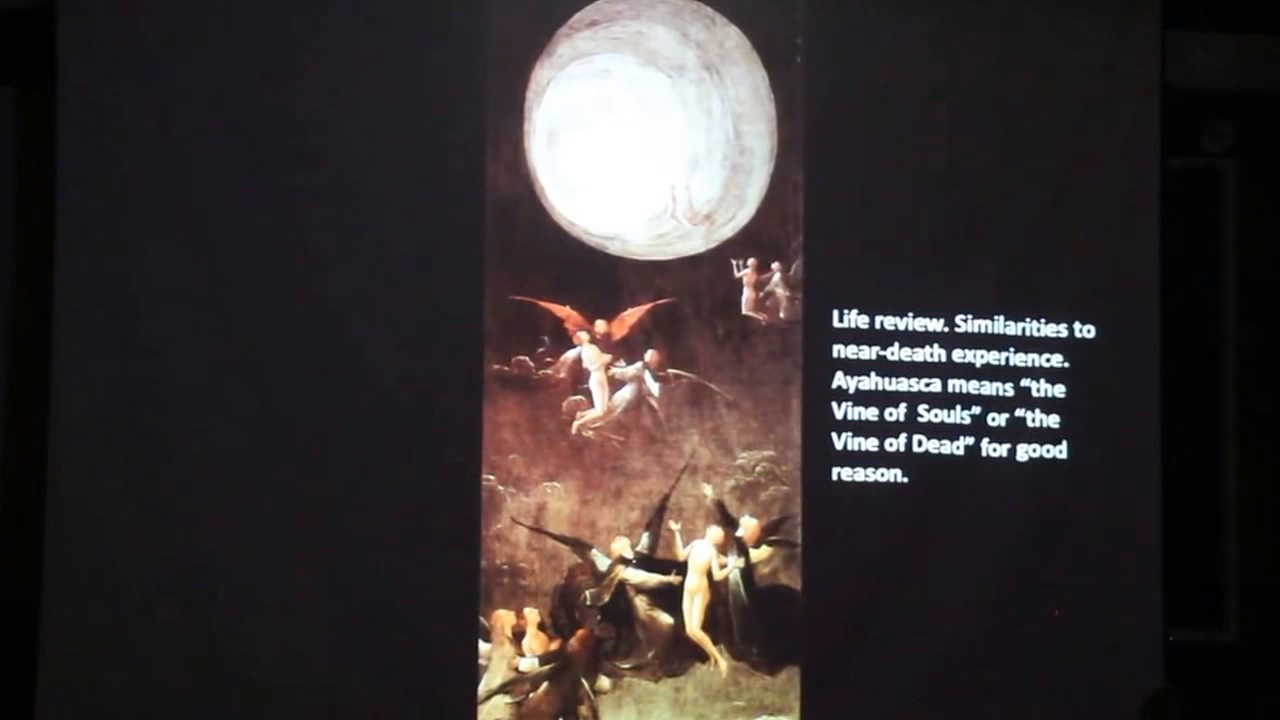 Life review. Similarities to
near-death experience.
Ayahuasca means “the
Vine of Souls” or “the
Vine of Dead” for good
reason.